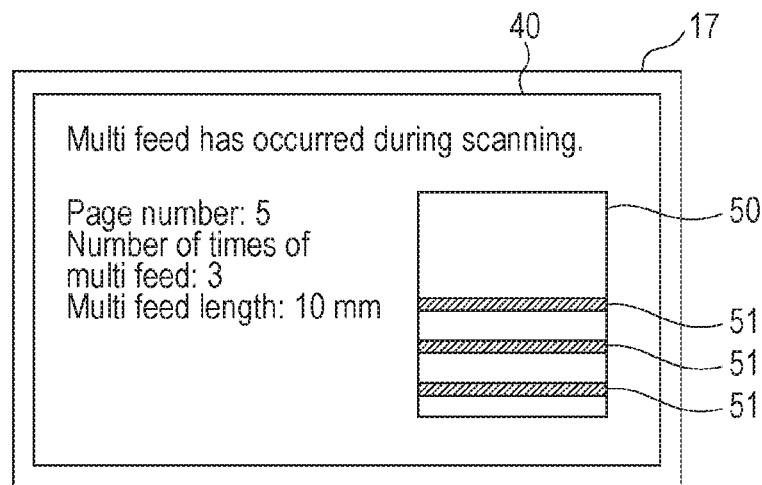 40
17
Multi feed has occurred during scanning.
Page number: 5
Number of times of
multi feed: 3
Multi feed length: 10 mm
50
51
51
51